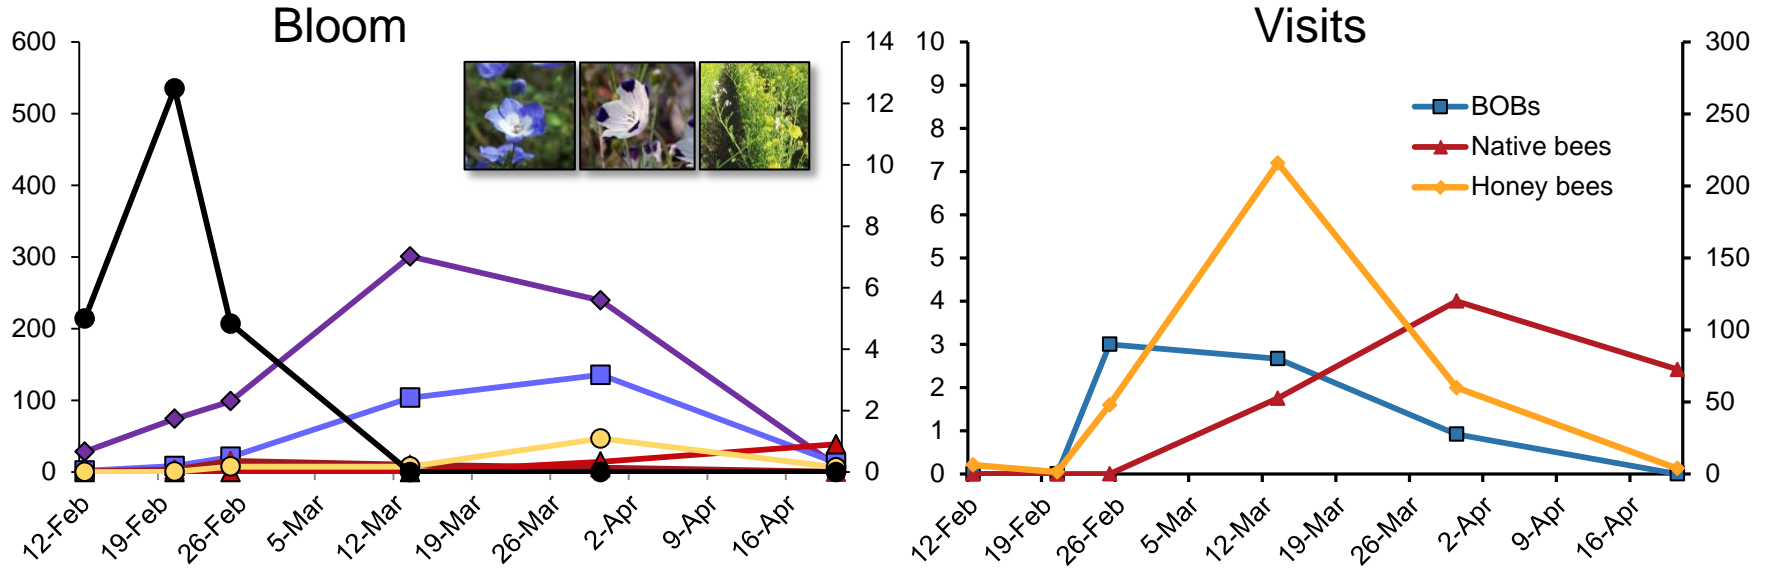 Bloom
600
500
400
300
200
100
0
14
12
10
8
6
4
2
0
12-Feb
19-Feb
26-Feb
5-Mar
12-Mar
19-Mar
26-Mar
2-Apr
9-Apr
16-Apr
Visits
10
9
8
7
6
5
4
3
2
1
0
300
250
200
150
100
50
0
BOBs
Native bees
Honey bees
12-Feb
19-Feb
26-Feb
5-Mar
12-Mar
19-Mar
26-Mar
2-Apr
9-Apr
16-Apr